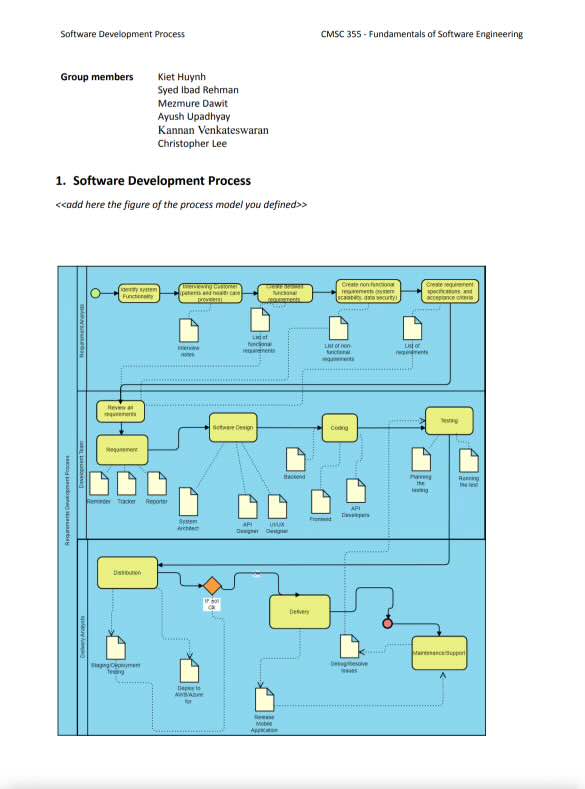 Software Development Process
CMSC 355 - Fundamentals of Software Engineering
Group members
Kiet Huynh
Syed Ibad Rehman
Mezmure Dawit
Ayush Upadhyay
Kannan Venkateswaran
Christopher Lee
1. Software Development Process
<<add here the figure of the process model you defined>>
Requirements Development Process
Requirement Analysts
Identify system
Functionality
Interviewing Customer
(patients and health care
providers)
Create detailed
functional
requirements
Create non-functional
requirements (system
scalability, data security)
Create requirement
specifications, and
acceptance criteria
Interview
notes
List of
functional
requirements
List of non-
functional
requirements
List of
requirements
Development Team
Review all
requirements
Requirement
Software Design
Coding
Testing
Reminder
Tracker
Reporter
System
Architect
API
Designer
UI/UX
Designer
Backend
Frontend
API
Developers
Planning
the
testing
Running
the test
Delivery Analysts
Distribution
If not
OK
Delivery
Maintenance/Support
Staging/Deployment
Testing
Deploy to
AWS/Azure
for
Release
Mobile
Application
Debug/Resolve
Issues